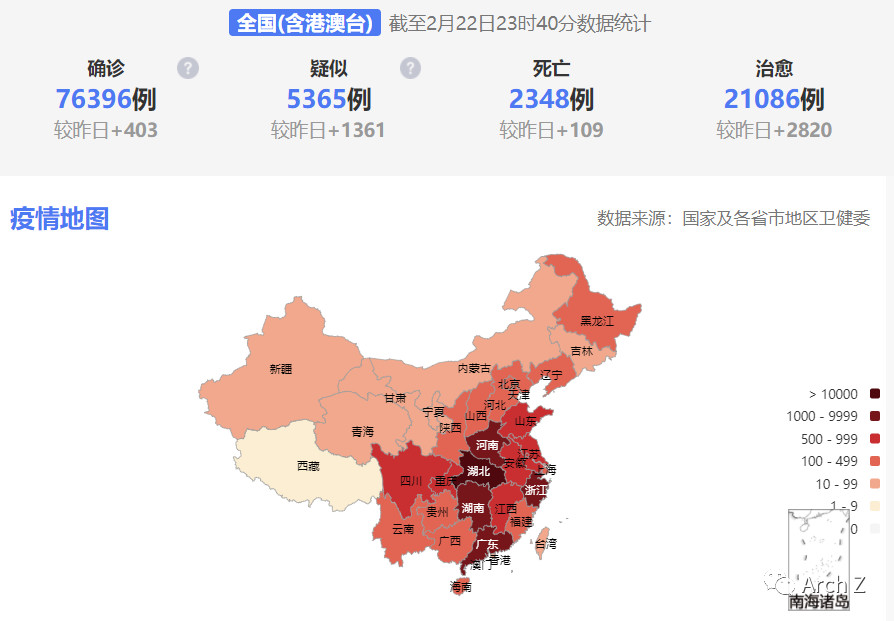 全国(含港澳台) 截至2月22日23时40分数据统计
确诊 ? 疑似 ? 死亡 治愈
76396例 5365例 2348例 21086例
较昨日+403 较昨日+1361 较昨日+109 较昨日+2820
疫情地图
数据来源：国家及各省市地区卫健委
黑龙江
吉林
新疆
内蒙古
辽宁
北京
天津
甘肃
河北
宁夏
山西
山东
陕西
青海
河南
江苏
安徽
西藏
湖北
上海
四川
重庆
浙江
湖南
江西
贵州
福建
云南
广西
广东
台湾
香港
澳门
海南
> 10000
1000 - 9999
500 - 999
100 - 499
10 - 99
1 - 9
0
Arch Z
南海诸岛